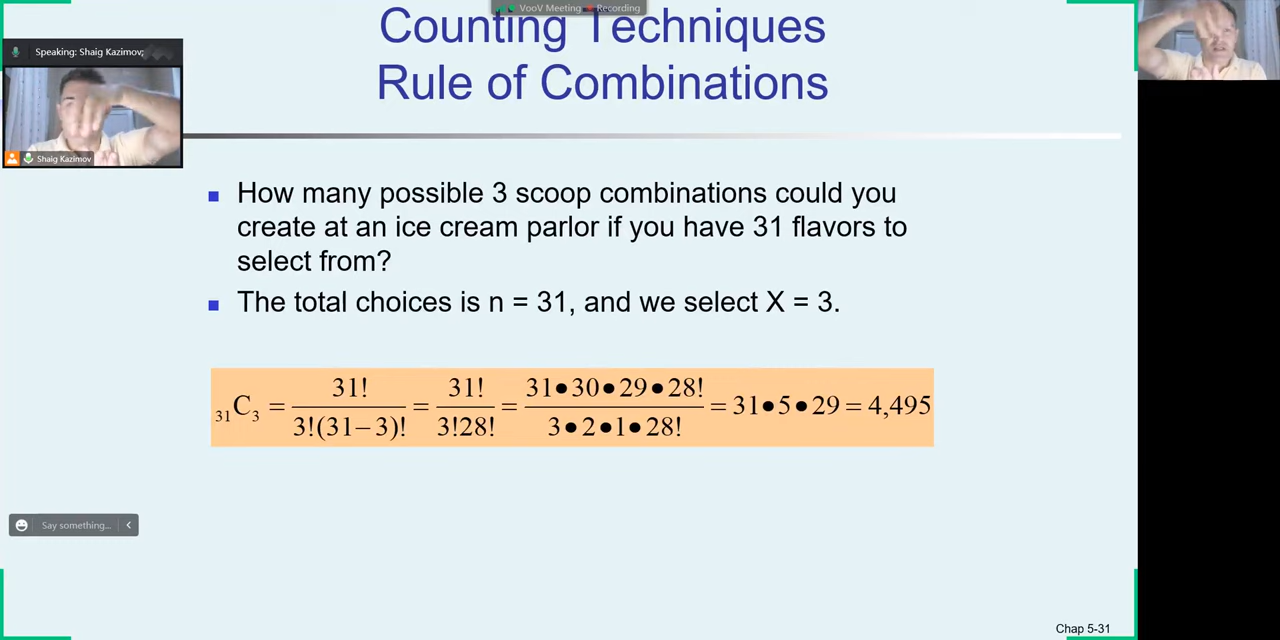 VooV Meeting Recording
Counting Techniques
Rule of Combinations
Speaking: Shaig Kazimov;
Shaig Kazimov
How many possible 3 scoop combinations could you
create at an ice cream parlor if you have 31 flavors to
select from?
The total choices is n = 31, and we select X = 3.
₃₁C₃ = 31! / 3!(31−3)! = 31! / 3!28! = 31•30•29•28! / 3•2•1•28! = 31•5•29 = 4,495
Say something...
Chap 5-31